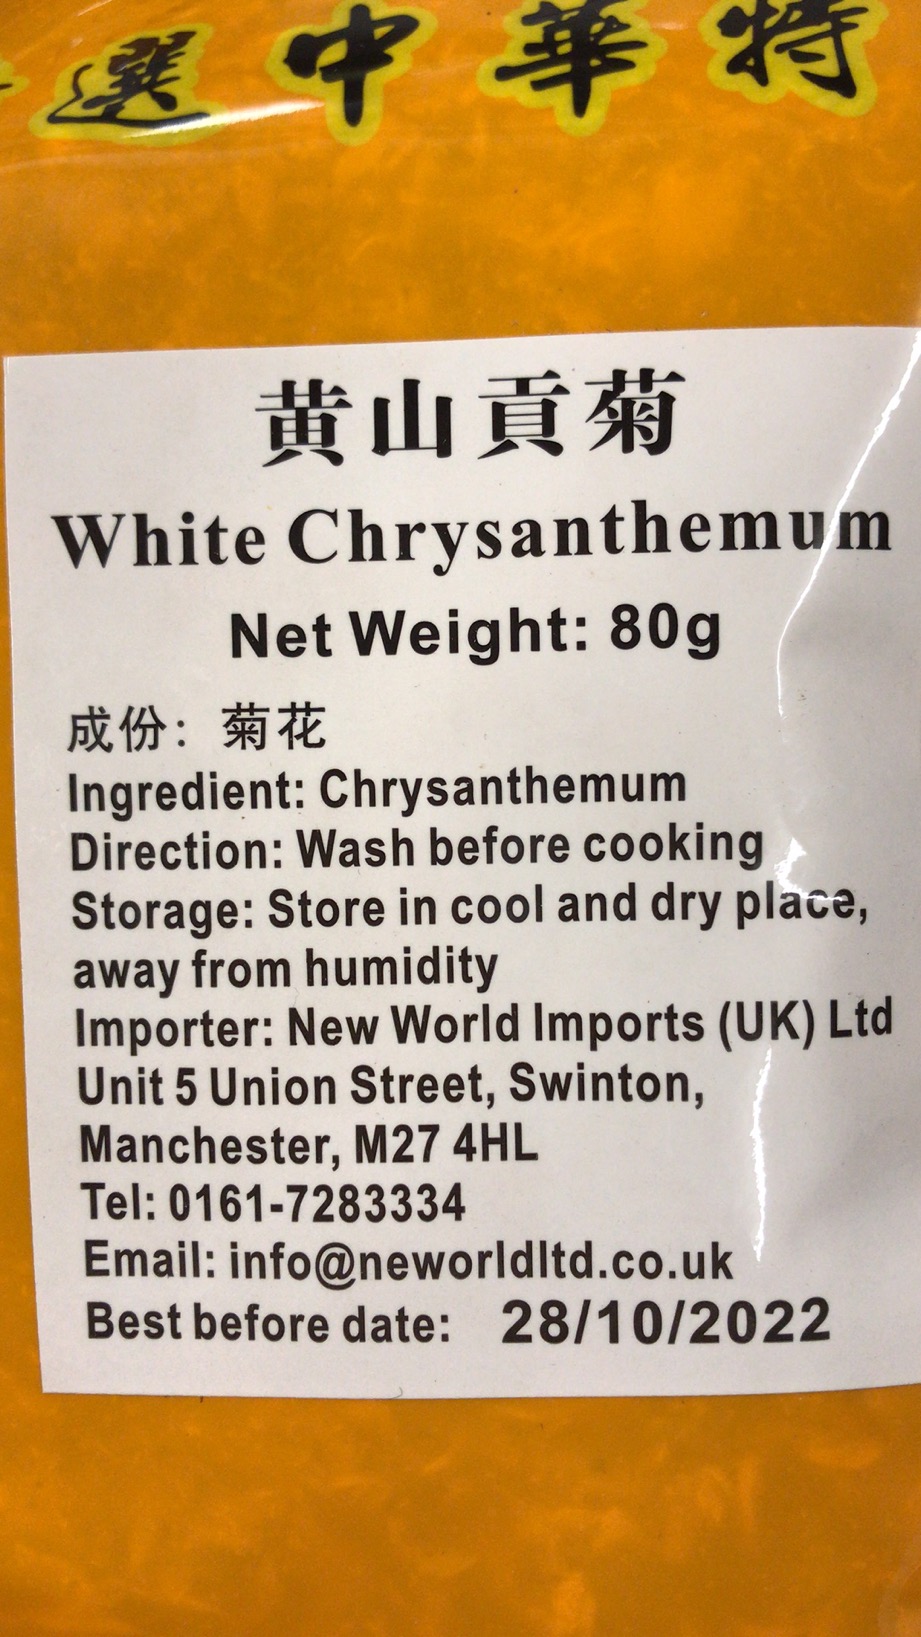 選中華特
黄山貢菊
White Chrysanthemum
Net Weight: 80g
成份：菊花
Ingredient: Chrysanthemum
Direction: Wash before cooking
Storage: Store in cool and dry place,
away from humidity
Importer: New World Imports (UK) Ltd
Unit 5 Union Street, Swinton,
Manchester, M27 4HL
Tel: 0161-7283334
Email: info@neworldltd.co.uk
Best before date: 28/10/2022